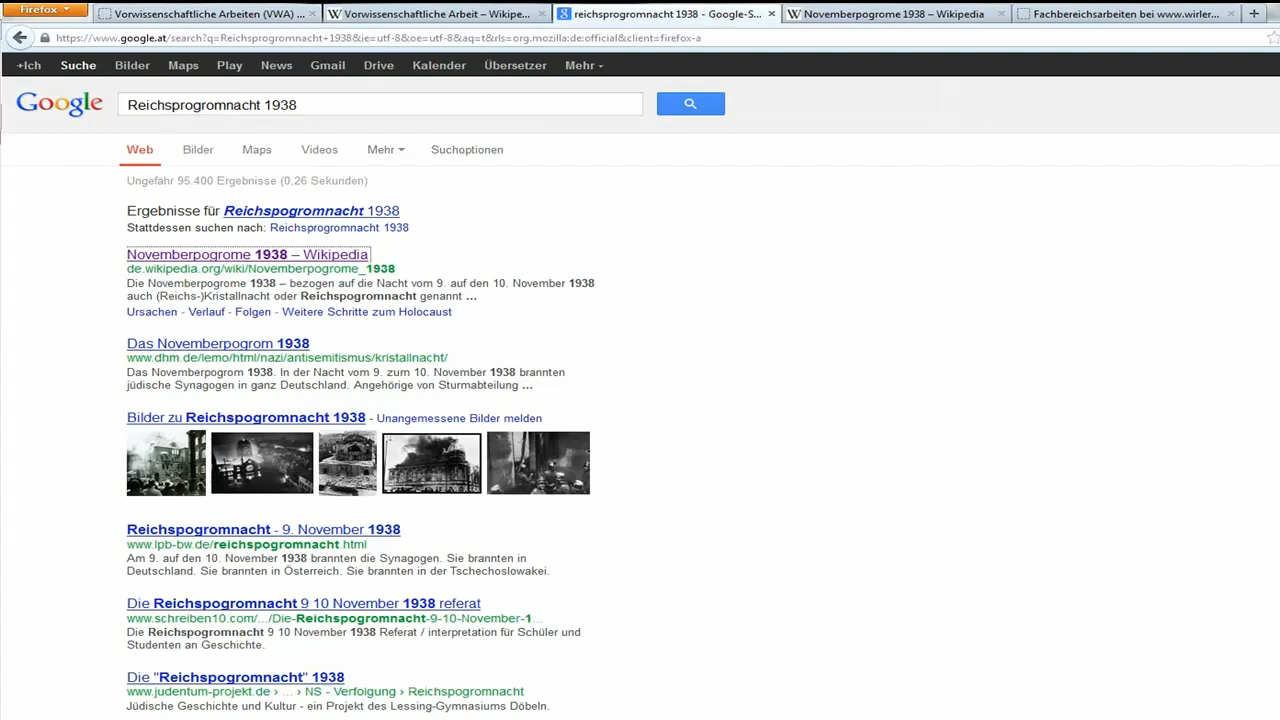 Firefox
Vorwissenschaftliche Arbeiten (VWA) ...
Vorwissenschaftliche Arbeit – Wikipe...
reichsprogromnacht 1938 - Google-S...
Novemberpogrome 1938 – Wikipedia
Fachbereichsarbeiten bei www.wirler...
https://www.google.at/search?q=Reichsprogromnacht+1938&ie=utf-8&oe=utf-8&aq=t&rls=org.mozilla:de:official&client=firefox-a
+Ich Suche Bilder Maps Play News Gmail Drive Kalender Übersetzer Mehr
Google
Reichsprogromnacht 1938
Web Bilder Maps Videos Mehr Suchoptionen
Ungefähr 95.400 Ergebnisse (0,26 Sekunden)
Ergebnisse für Reichspogromnacht 1938
Stattdessen suchen nach: Reichsprogromnacht 1938
Novemberpogrome 1938 – Wikipedia
de.wikipedia.org/wiki/Novemberpogrome_1938
Die Novemberpogrome 1938 – bezogen auf die Nacht vom 9. auf den 10. November 1938
auch (Reichs-)Kristallnacht oder Reichspogromnacht genannt ...
Ursachen - Verlauf - Folgen - Weitere Schritte zum Holocaust
Das Novemberpogrom 1938
www.dhm.de/lemo/html/nazi/antisemitismus/kristallnacht/
Das Novemberpogrom 1938. In der Nacht vom 9. zum 10. November 1938 brannten
jüdische Synagogen in ganz Deutschland. Angehörige von Sturmabteilung ...
Bilder zu Reichspogromnacht 1938 - Unangemessene Bilder melden
Reichspogromnacht - 9. November 1938
www.lpb-bw.de/reichspogromnacht.html
Am 9. auf den 10. November 1938 brannten die Synagogen. Sie brannten in
Deutschland. Sie brannten in Österreich. Sie brannten in der Tschechoslowakei.
Die Reichspogromnacht 9 10 November 1938 referat
www.schreiben10.com/.../Die-Reichspogromnacht-9-10-November-1...
Die Reichspogromnacht 9 10 November 1938 Referat / interpretation für Schüler und
Studenten an Geschichte.
Die "Reichspogromnacht" 1938
www.judentum-projekt.de › ... › NS - Verfolgung › Reichspogromnacht
Jüdische Geschichte und Kultur - ein Projekt des Lessing-Gymnasiums Döbeln.